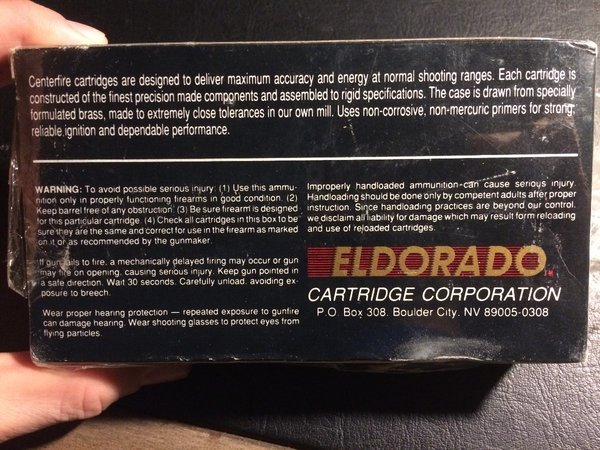 Centerfire cartridges are designed to deliver maximum accuracy and energy at normal shooting ranges. Each cartridge is
constructed of the finest precision made components and assembled to rigid specifications. The case is drawn from specially
formulated brass, made to extremely close tolerances in our own mill. Uses non-corrosive, non-mercuric primers for strong,
reliable ignition and dependable performance.
WARNING: To avoid possible serious injury: (1) Use this ammu-
nition only in properly functioning firearms in good condition. (2)
Keep barrel free of any obstruction. (3) Be sure firearm is designed
for this particular cartridge. (4) Check all cartridges in this box to be
sure they are the same and correct for use in the firearm as marked
on it or as recommended by the gunmaker.
If gun fails to fire, a mechanically delayed firing may occur or gun
may fire on opening, causing serious injury. Keep gun pointed in
a safe direction. Wait 30 seconds. Carefully unload, avoiding ex-
posure to breech.
Wear proper hearing protection — repeated exposure to gunfire
can damage hearing. Wear shooting glasses to protect eyes from
flying particles.
Improperly handloaded ammunition can cause serious injury.
Handloading should be done only by competent adults after proper
instruction. Since handloading practices are beyond our control,
we disclaim all liability for damage which may result form reloading
and use of reloaded cartridges.
ELDORADO TM
CARTRIDGE CORPORATION
P.O. Box 308, Boulder City, NV 89005-0308